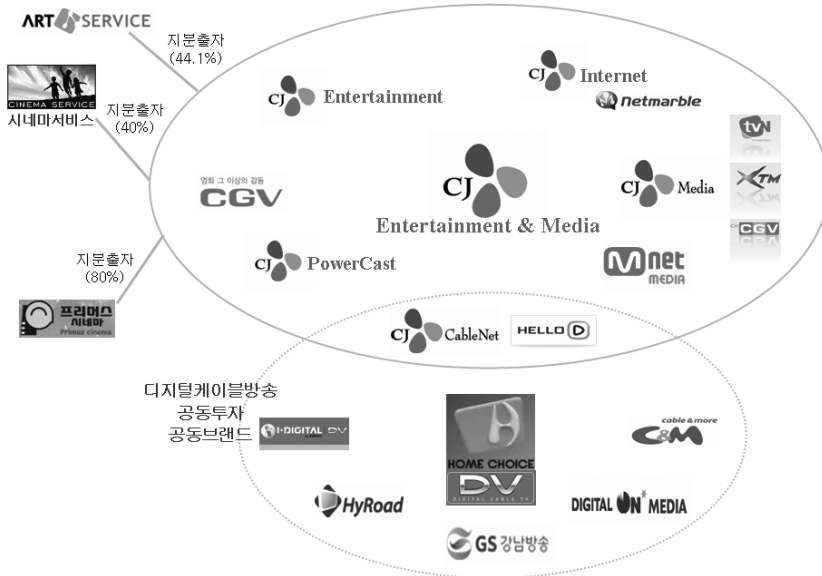 ART SERVICE
지분출자
(44.1%)
CINEMA SERVICE
시네마서비스
지분출자
(40%)
CJ Entertainment
CJ Internet
Netmarble
tvN
XTM
CGV
영화 그 이상의 감동
CGV
CJ
Entertainment & Media
CJ Media
지분출자
(80%)
CJ PowerCast
Mnet
MEDIA
프리머스
시네마
Primus cinema
CJ CableNet
HELLO D
디지털케이블방송
공동투자
공동브랜드
I-DIGITAL DV
HOME CHOICE
DV
DIGITAL CABLE TV
cable & more
C&M
HyRoad
DIGITAL ON* MEDIA
GS강남방송